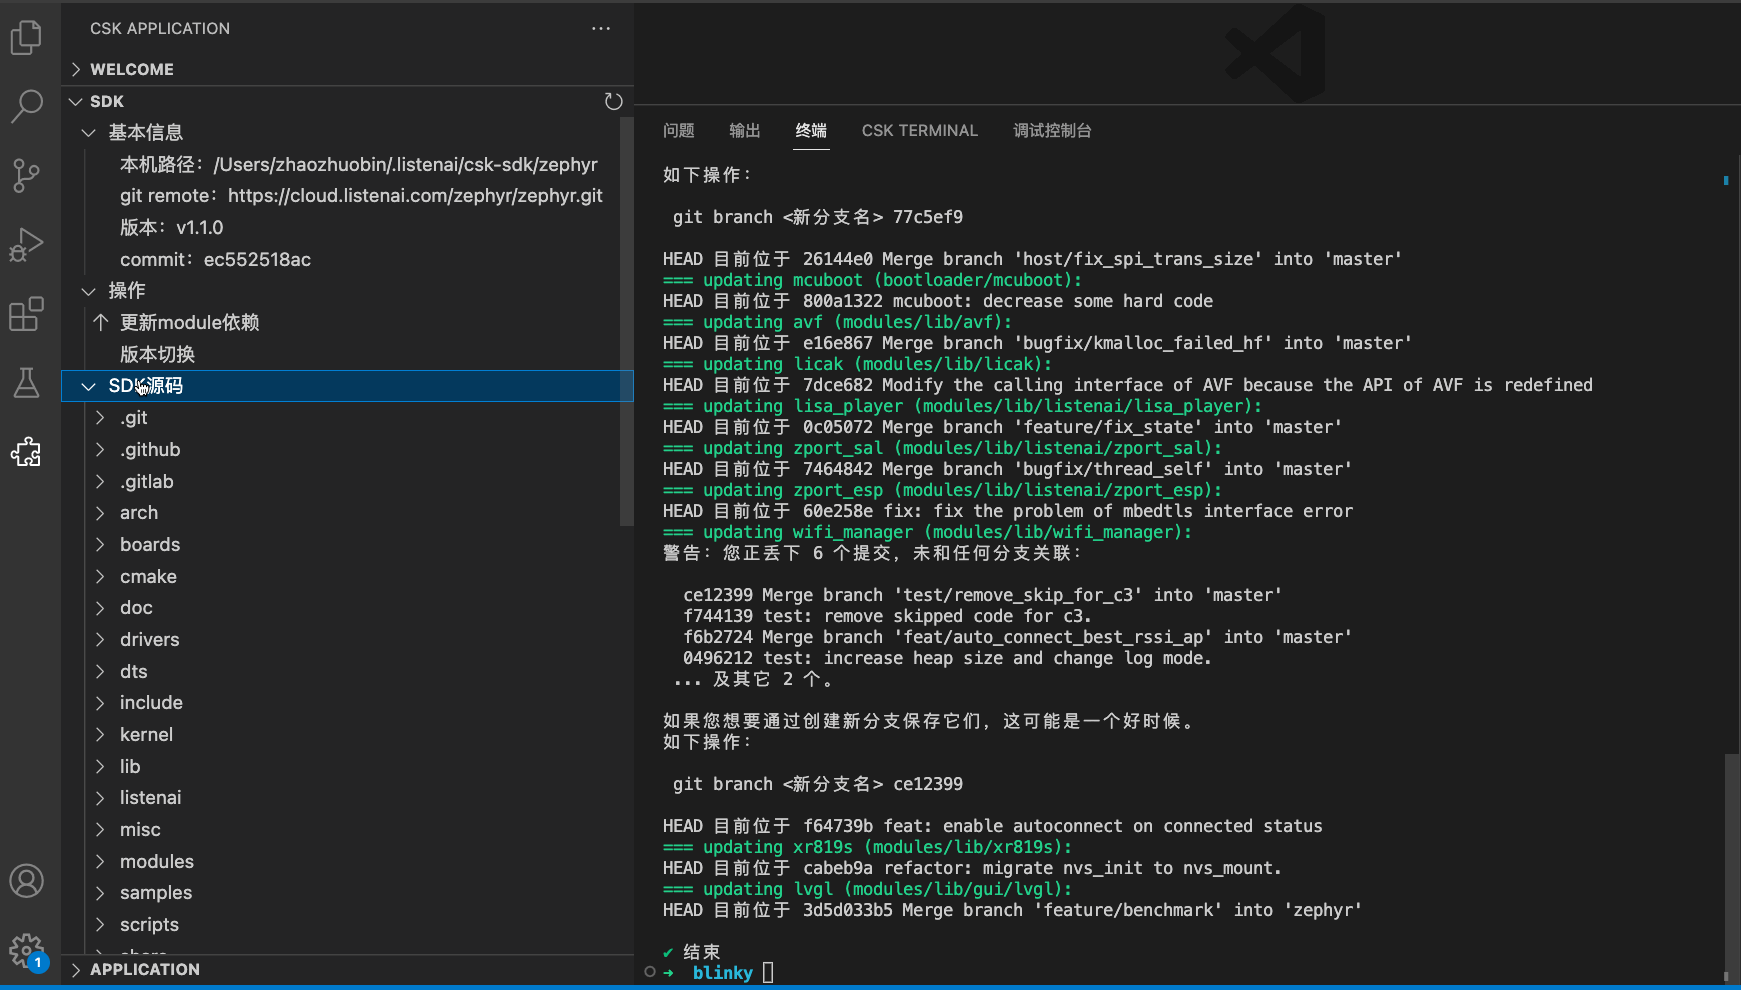 CSK APPLICATION
WELCOME
SDK
基本信息
本机路径：/Users/zhaozhuobin/.listenai/csk-sdk/zephyr
git remote：https://cloud.listenai.com/zephyr/zephyr.git
版本：v1.1.0
commit：ec552518ac
操作
更新module依赖
版本切换
SDK源码
.git
.github
.gitlab
arch
boards
cmake
doc
drivers
dts
include
kernel
lib
listenai
misc
modules
samples
scripts
APPLICATION
1
问题 输出 终端 CSK TERMINAL 调试控制台
如下操作：
git branch <新分支名> 77c5ef9
HEAD 目前位于 26144e0 Merge branch 'host/fix_spi_trans_size' into 'master'
=== updating mcuboot (bootloader/mcuboot):
HEAD 目前位于 800a1322 mcuboot: decrease some hard code
=== updating avf (modules/lib/avf):
HEAD 目前位于 e16e867 Merge branch 'bugfix/kmalloc_failed_hf' into 'master'
=== updating licak (modules/lib/licak):
HEAD 目前位于 7dce682 Modify the calling interface of AVF because the API of AVF is redefined
=== updating lisa_player (modules/lib/listenai/lisa_player):
HEAD 目前位于 0c05072 Merge branch 'feature/fix_state' into 'master'
=== updating zport_sal (modules/lib/listenai/zport_sal):
HEAD 目前位于 7464842 Merge branch 'bugfix/thread_self' into 'master'
=== updating zport_esp (modules/lib/listenai/zport_esp):
HEAD 目前位于 60e258e fix: fix the problem of mbedtls interface error
=== updating wifi_manager (modules/lib/wifi_manager):
警告：您正丢下 6 个提交，未和任何分支关联：
ce12399 Merge branch 'test/remove_skip_for_c3' into 'master'
f744139 test: remove skipped code for c3.
f6b2724 Merge branch 'feat/auto_connect_best_rssi_ap' into 'master'
0496212 test: increase heap size and change log mode.
... 及其它 2 个。
如果您想要通过创建新分支保存它们，这可能是一个好时候。
如下操作：
git branch <新分支名> ce12399
HEAD 目前位于 f64739b feat: enable autoconnect on connected status
=== updating xr819s (modules/lib/xr819s):
HEAD 目前位于 cabeb9a refactor: migrate nvs_init to nvs_mount.
=== updating lvgl (modules/lib/gui/lvgl):
HEAD 目前位于 3d5d033b5 Merge branch 'feature/benchmark' into 'zephyr'
✔ 结束
➜ blinky